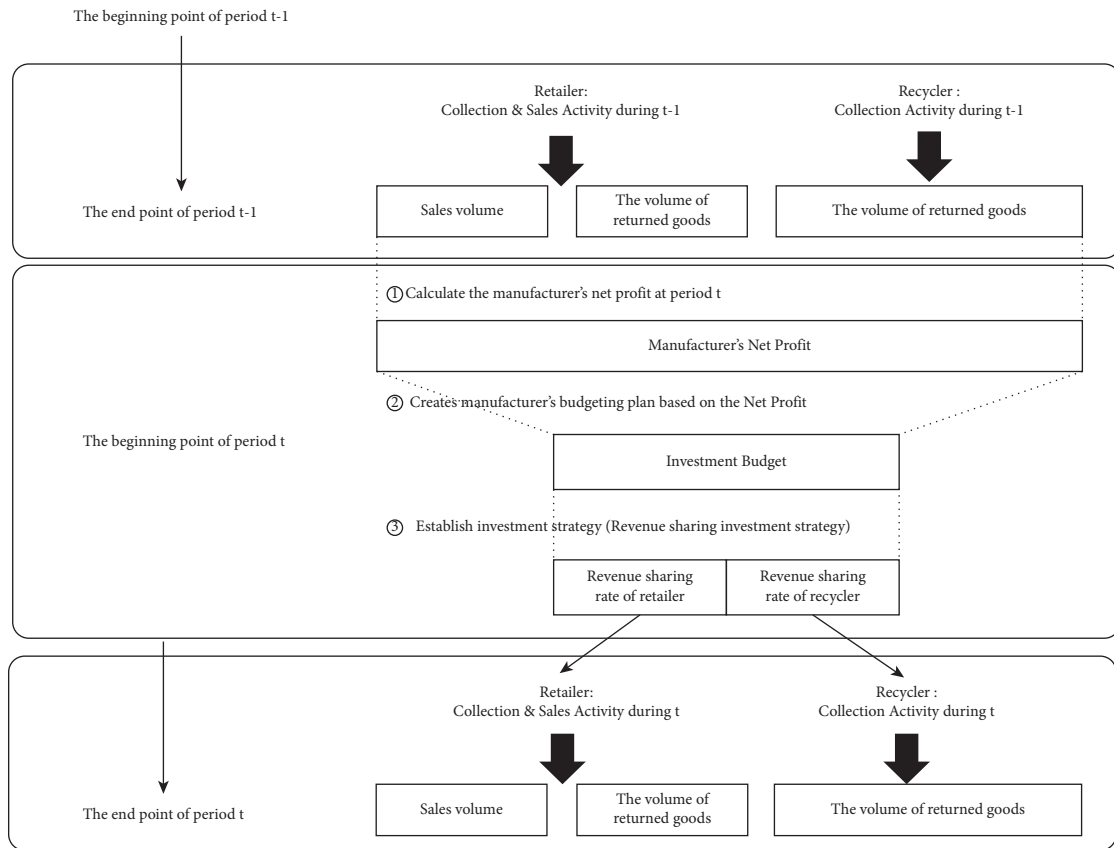 The beginning point of period t-1
Retailer:
Collection & Sales Activity during t-1
Recycler :
Collection Activity during t-1
The end point of period t-1
Sales volume
The volume of
returned goods
The volume of returned goods
① Calculate the manufacturer's net profit at period t
Manufacturer's Net Profit
② Creates manufacturer's budgeting plan based on the Net Profit
The beginning point of period t
Investment Budget
③ Establish investment strategy (Revenue sharing investment strategy)
Revenue sharing
rate of retailer
Revenue sharing
rate of recycler
Retailer:
Collection & Sales Activity during t
Recycler :
Collection Activity during t
The end point of period t
Sales volume
The volume of
returned goods
The volume of returned goods